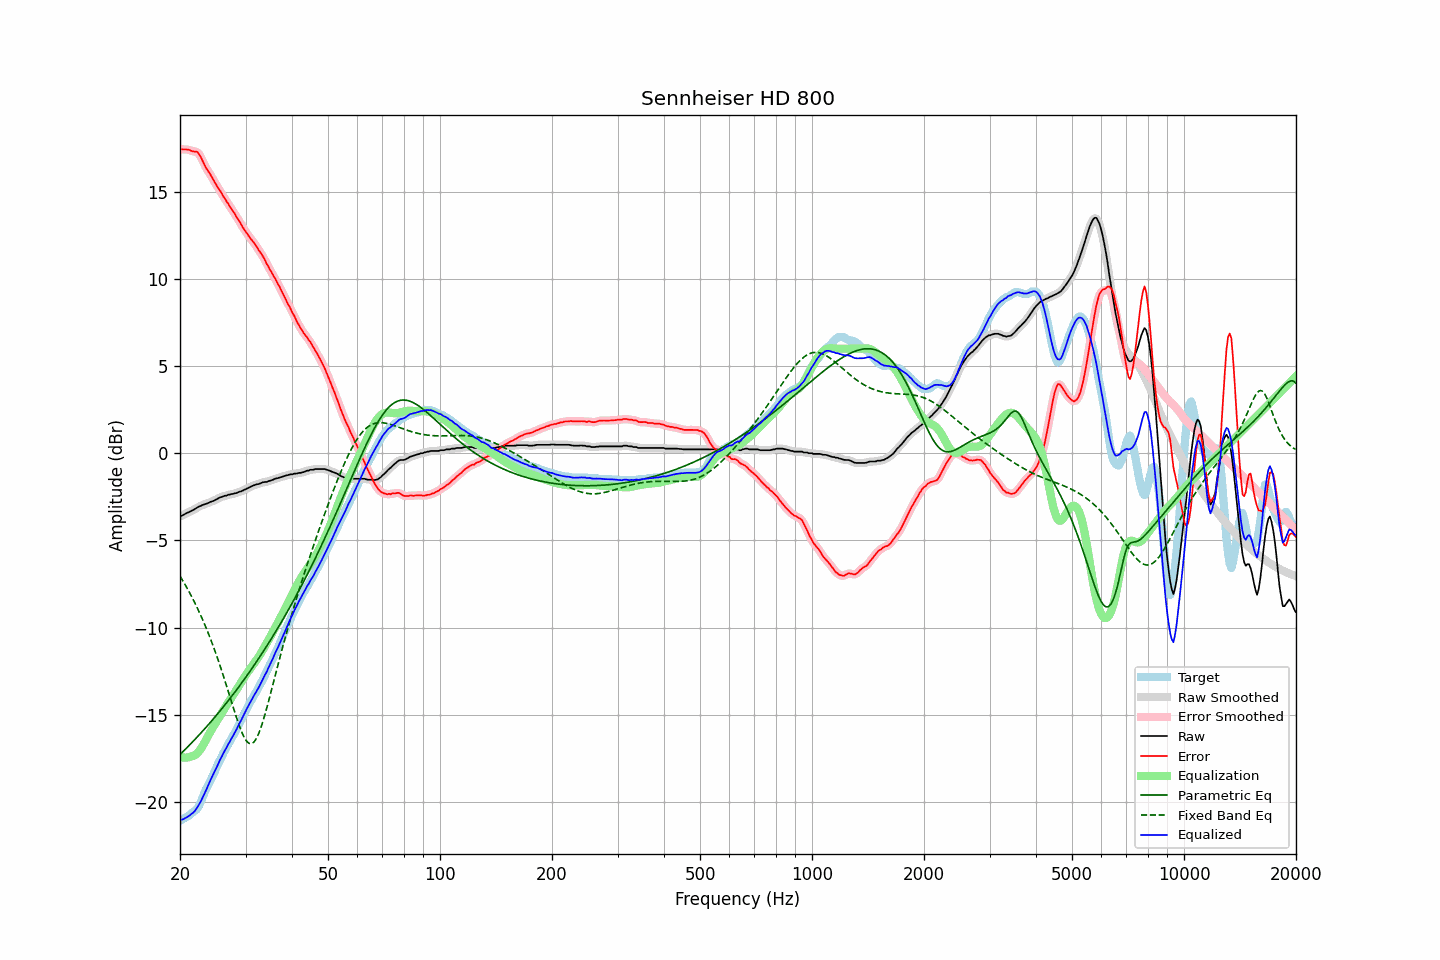 Sennheiser HD 800
Amplitude (dBr)
15
10
5
0
−5
−10
−15
−20
20
50
100
200
500
1000
2000
5000
10000
20000
Frequency (Hz)
Target
Raw Smoothed
Error Smoothed
Raw
Error
Equalization
Parametric Eq
Fixed Band Eq
Equalized